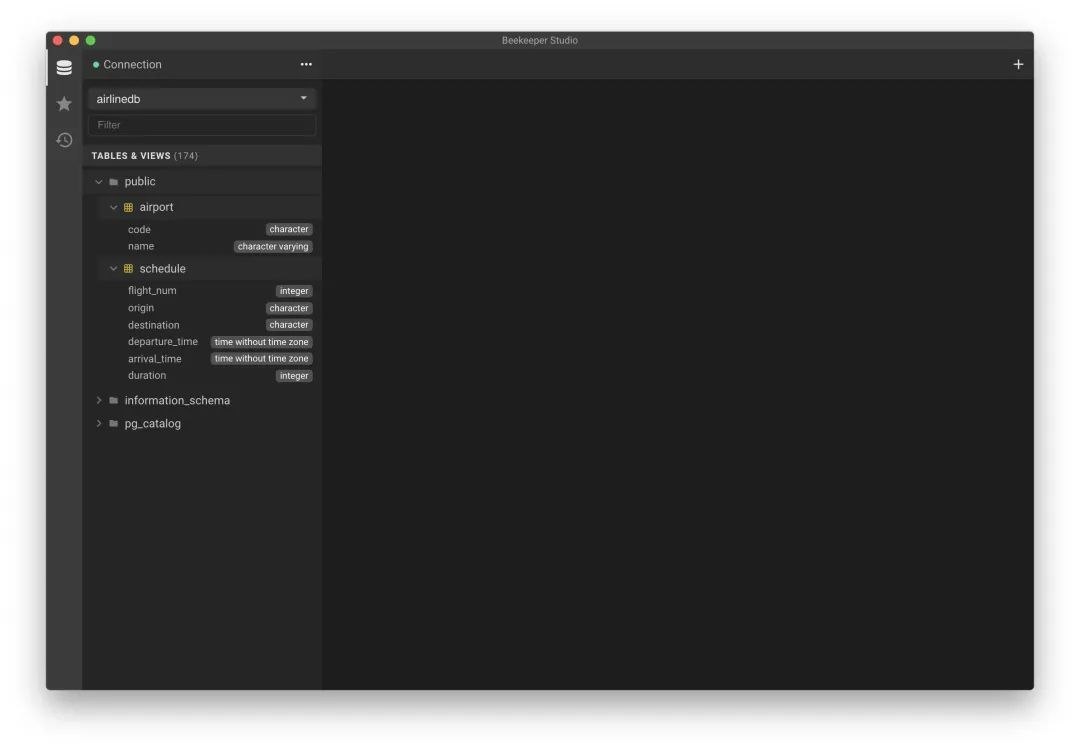 Beekeeper Studio
Connection
airlinedb
Filter
TABLES & VIEWS (174)
public
airport
code character
name character varying
schedule
flight_num integer
origin character
destination character
departure_time time without time zone
arrival_time time without time zone
duration integer
information_schema
pg_catalog